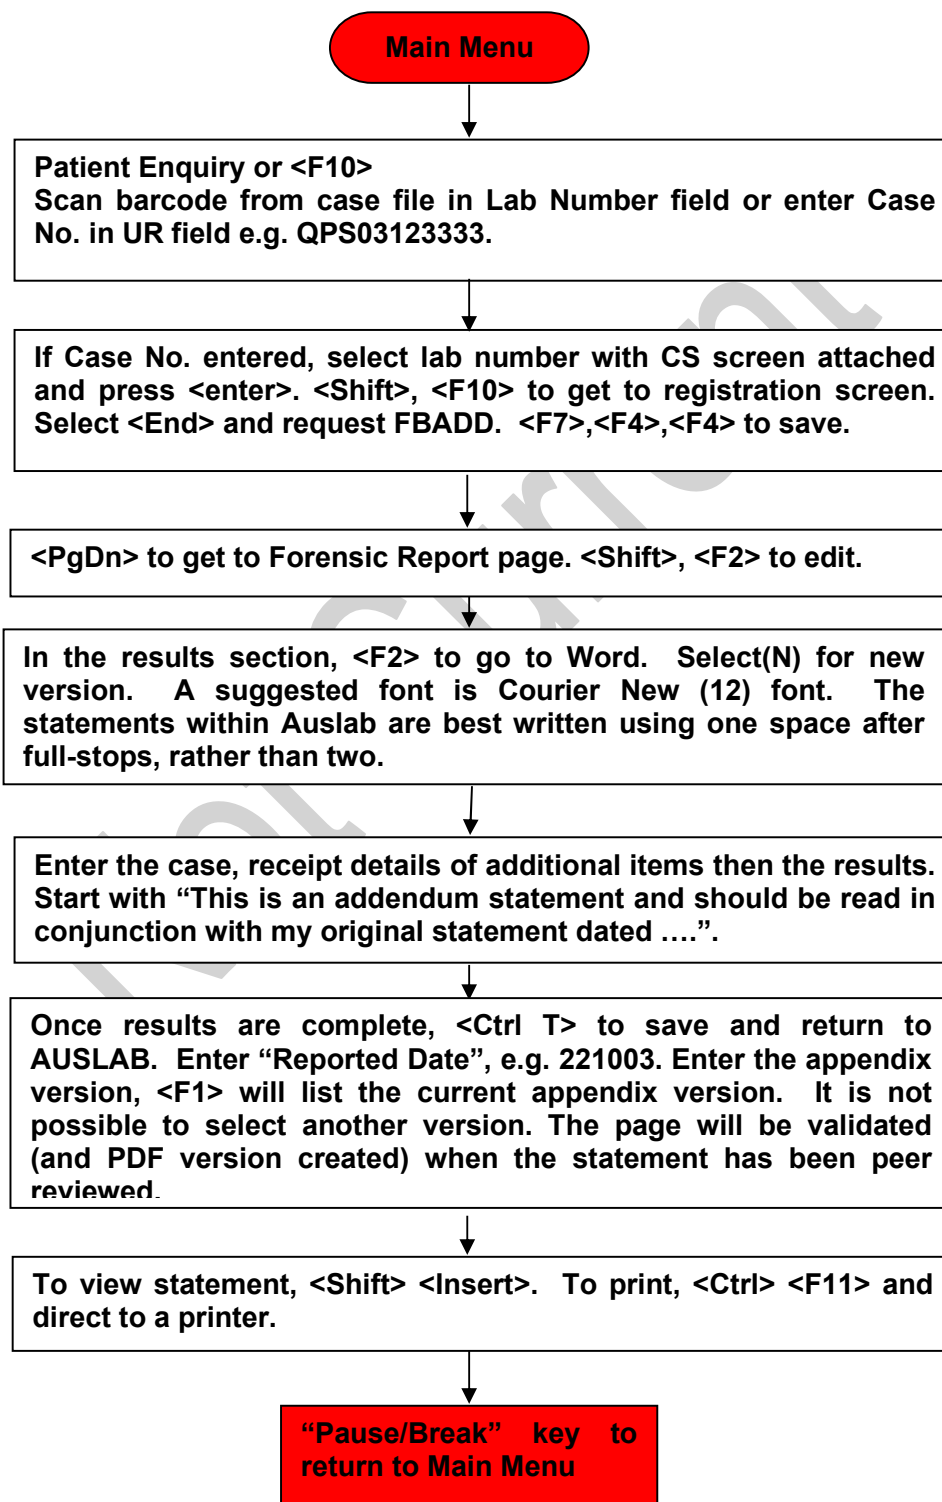 Main Menu
Patient Enquiry or <F10>
Scan barcode from case file in Lab Number field or enter Case
No. in UR field e.g. QPS03123333.
If Case No. entered, select lab number with CS screen attached
and press <enter>. <Shift>, <F10> to get to registration screen.
Select <End> and request FBADD. <F7>,<F4>,<F4> to save.
<PgDn> to get to Forensic Report page. <Shift>, <F2> to edit.
In the results section, <F2> to go to Word. Select(N) for new
version. A suggested font is Courier New (12) font. The
statements within Auslab are best written using one space after
full-stops, rather than two.
Enter the case, receipt details of additional items then the results.
Start with “This is an addendum statement and should be read in
conjunction with my original statement dated ….”.
Once results are complete, <Ctrl T> to save and return to
AUSLAB. Enter “Reported Date”, e.g. 221003. Enter the appendix
version, <F1> will list the current appendix version. It is not
possible to select another version. The page will be validated
(and PDF version created) when the statement has been peer
reviewed.
To view statement, <Shift> <Insert>. To print, <Ctrl> <F11> and
direct to a printer.
“Pause/Break” key to
return to Main Menu